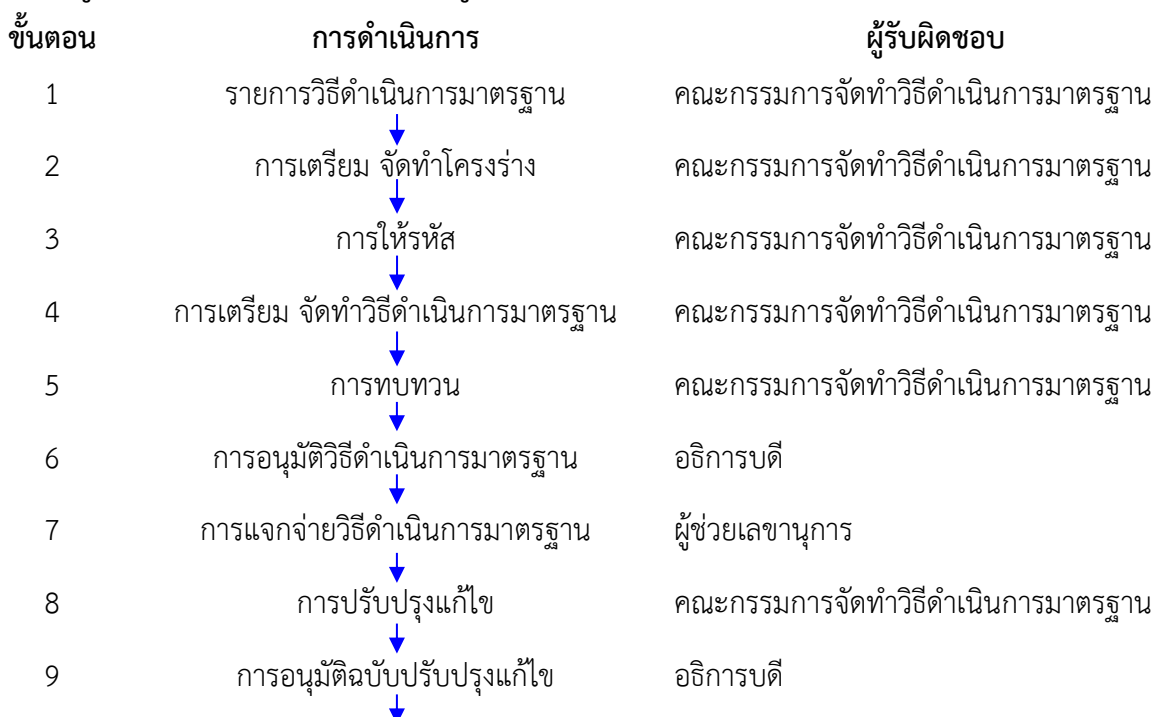 ขั้นตอน การดำเนินการ ผู้รับผิดชอบ
1 รายการวิธีดำเนินการมาตรฐาน คณะกรรมการจัดทำวิธีดำเนินการมาตรฐาน
2 การเตรียม จัดทำโครงร่าง คณะกรรมการจัดทำวิธีดำเนินการมาตรฐาน
3 การให้รหัส คณะกรรมการจัดทำวิธีดำเนินการมาตรฐาน
4 การเตรียม จัดทำวิธีดำเนินการมาตรฐาน คณะกรรมการจัดทำวิธีดำเนินการมาตรฐาน
5 การทบทวน คณะกรรมการจัดทำวิธีดำเนินการมาตรฐาน
6 การอนุมัติวิธีดำเนินการมาตรฐาน อธิการบดี
7 การแจกจ่ายวิธีดำเนินการมาตรฐาน ผู้ช่วยเลขานุการ
8 การปรับปรุงแก้ไข คณะกรรมการจัดทำวิธีดำเนินการมาตรฐาน
9 การอนุมัติฉบับปรับปรุงแก้ไข อธิการบดี